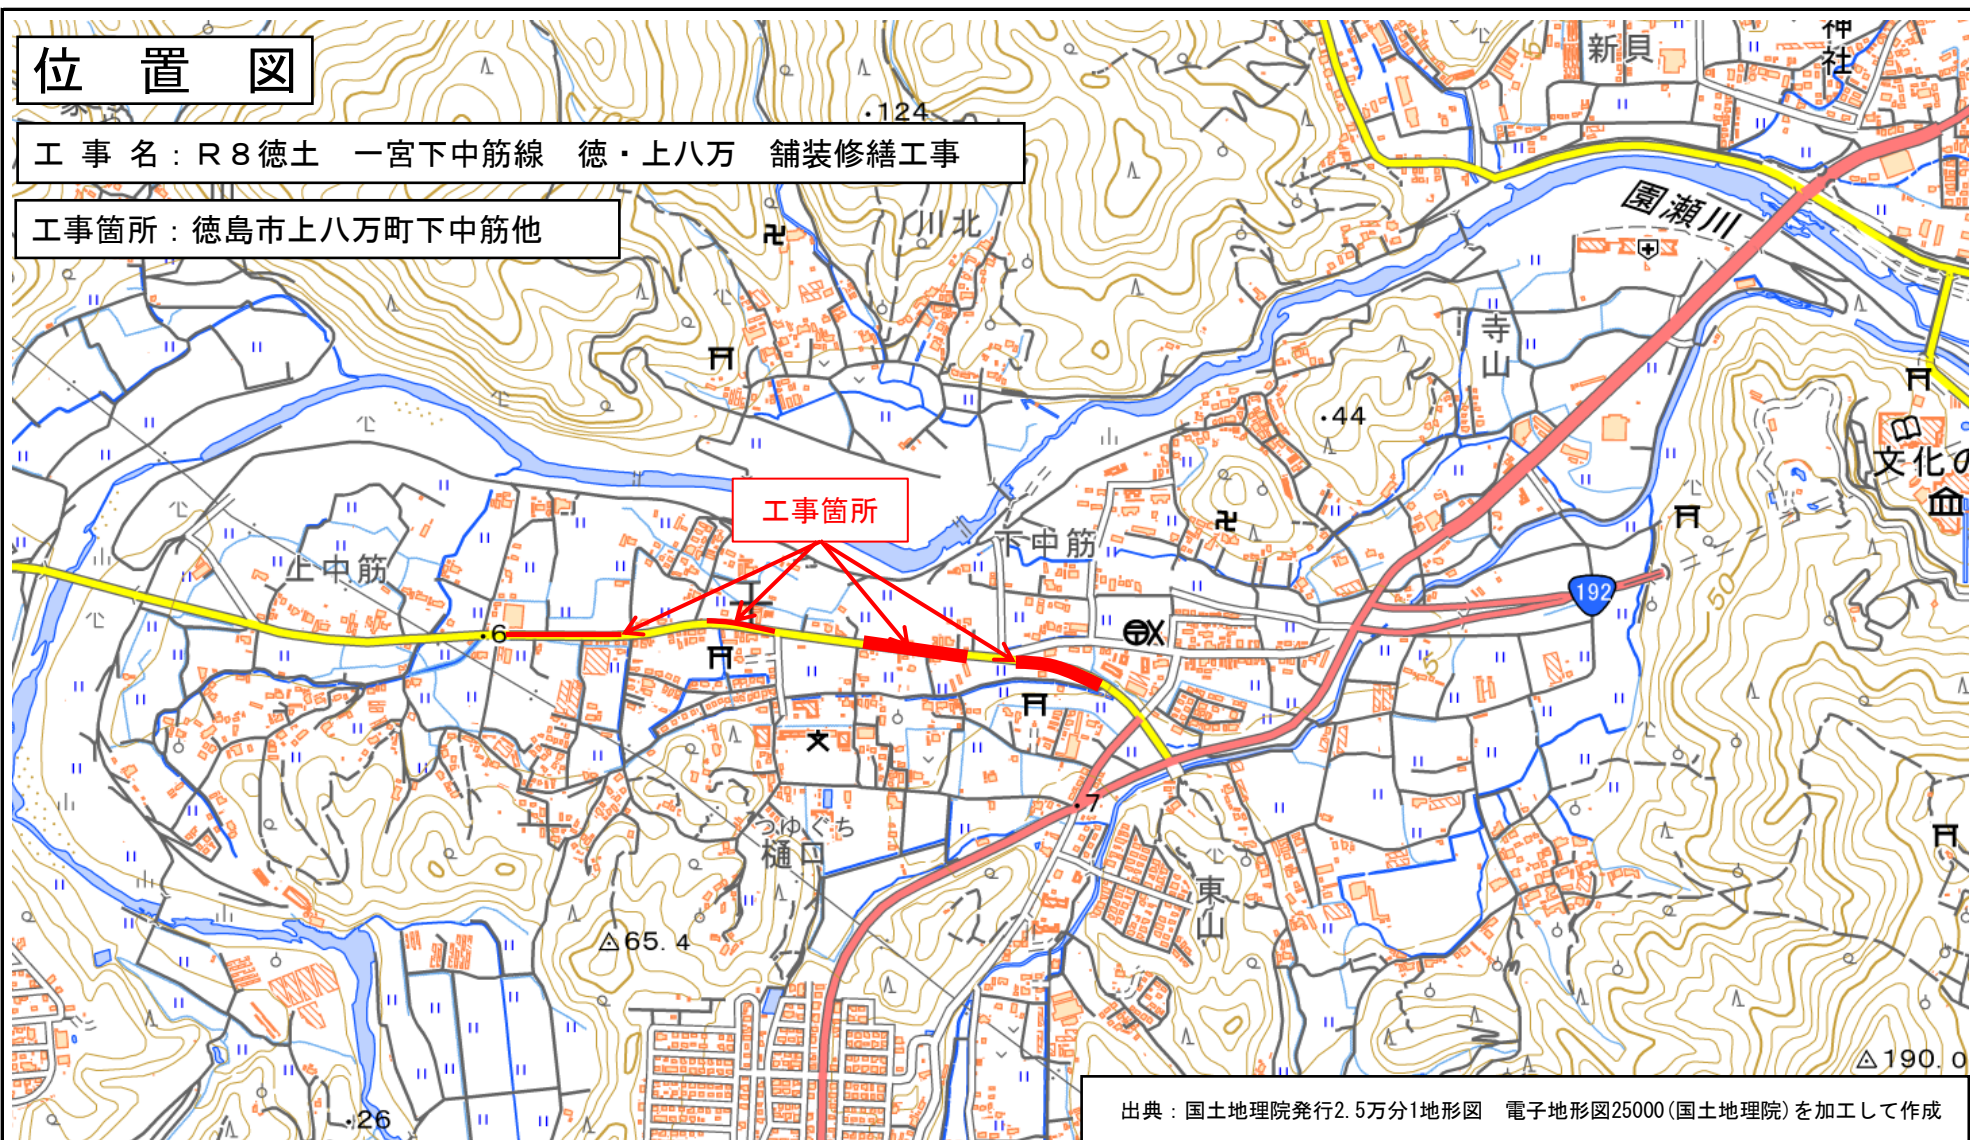 位　置　図
工 事 名：Ｒ８徳土　一宮下中筋線　徳・上八万　舗装修繕工事
工事箇所：徳島市上八万町下中筋他
新貝
神社
・124
園瀬川
川北
寺山
・44
文化の
工事箇所
下中筋
上中筋
192
・6
50
5
・7
つゆぐち
樋口
東山
65.4
190.0
・26
出典：国土地理院発行2.5万分1地形図　電子地形図25000(国土地理院)を加工して作成